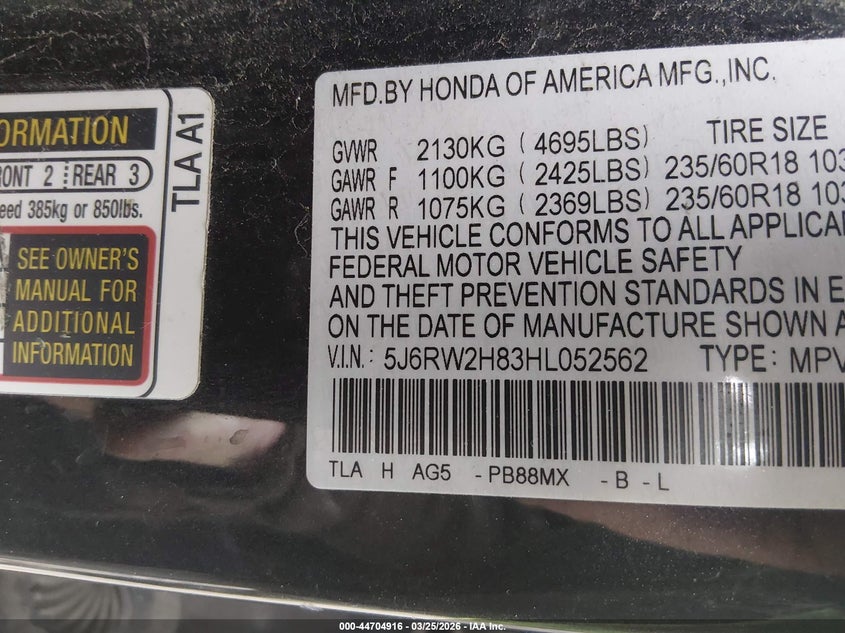 ORMATION
RONT 2 REAR 3
eed 385kg or 850lbs.
SEE OWNER'S
MANUAL FOR
ADDITIONAL
INFORMATION
TLA A1
MFD.BY HONDA OF AMERICA MFG.,INC.
GVWR 2130KG (4695LBS) TIRE SIZE
GAWR F 1100KG (2425LBS) 235/60R18 103
GAWR R 1075KG (2369LBS) 235/60R18 103
THIS VEHICLE CONFORMS TO ALL APPLICA
FEDERAL MOTOR VEHICLE SAFETY
AND THEFT PREVENTION STANDARDS IN E
ON THE DATE OF MANUFACTURE SHOWN A
V.I.N.: 5J6RW2H83HL052562 TYPE: MPV
TLA H AG5 -PB88MX -B-L
000-44704916 - 03/25/2026 - IAA Inc.